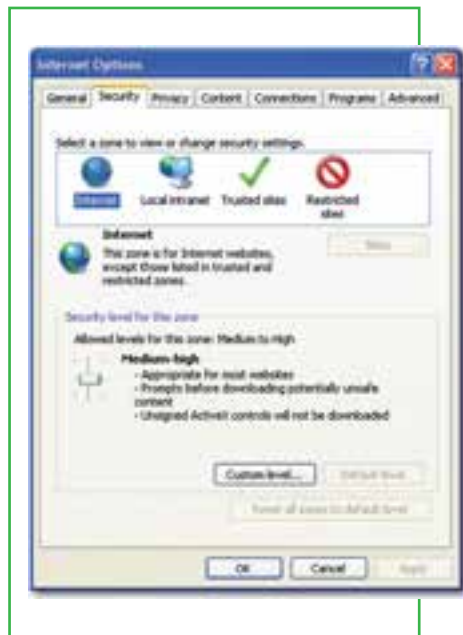 Internet Options
General Security Privacy Content Connections Programs Advanced
Select a zone to view or change security settings.
Internet Local intranet Trusted sites Restricted
sites
Internet
This zone is for Internet websites,
except those listed in trusted and
restricted zones.
Sites
Security level for this zone
Allowed levels for this zone: Medium to High
Medium-high
- Appropriate for most websites
- Prompts before downloading potentially unsafe
content
- Unsigned ActiveX controls will not be downloaded
Custom level... Default level
Reset all zones to default level
OK Cancel Apply